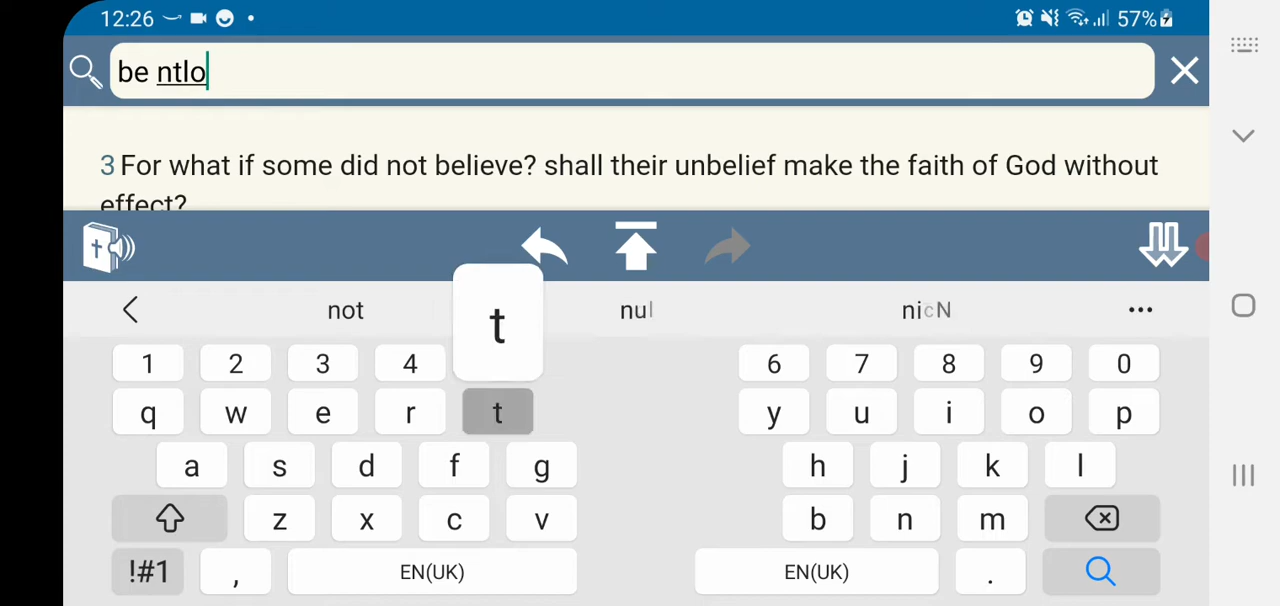 12:26
57%
be ntlo
3 For what if some did not believe? shall their unbelief make the faith of God without
effect?
not
t
1 2 3 4 6 7 8 9 0
q w e r t y u i o p
a s d f g h j k l
z x c v b n m
!#1 , EN(UK) EN(UK) .